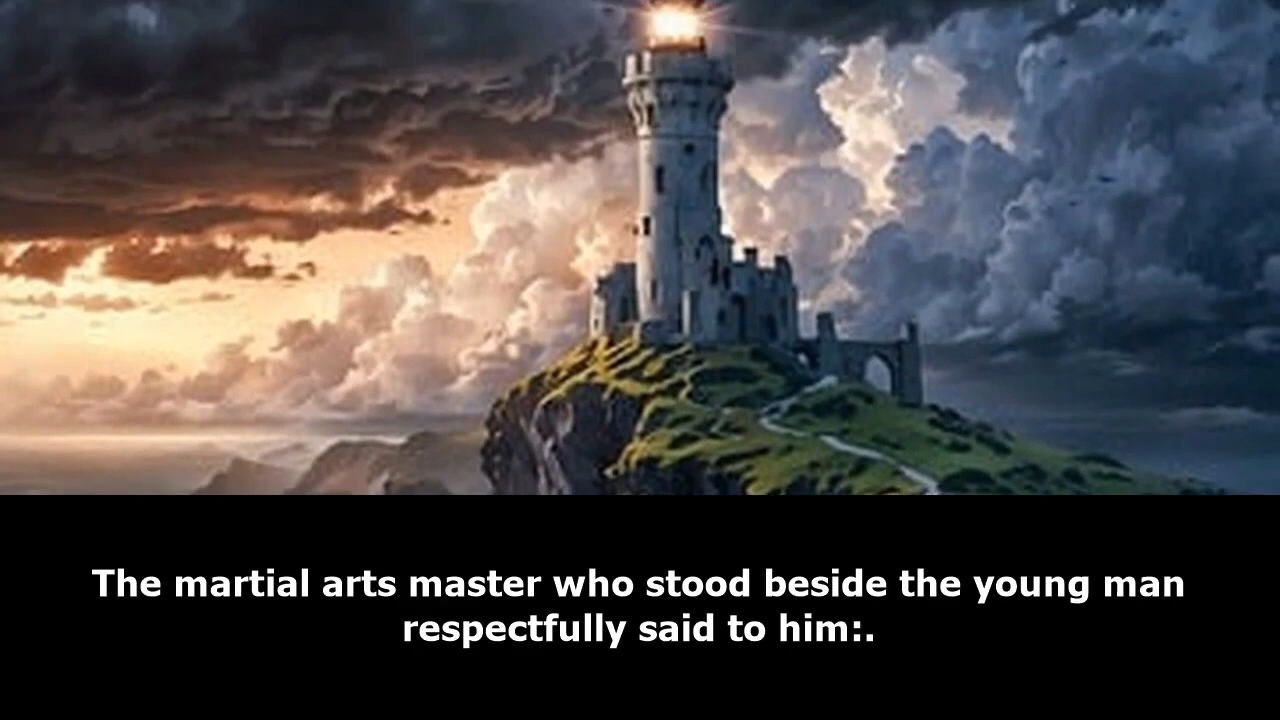 The martial arts master who stood beside the young man
respectfully said to him:.